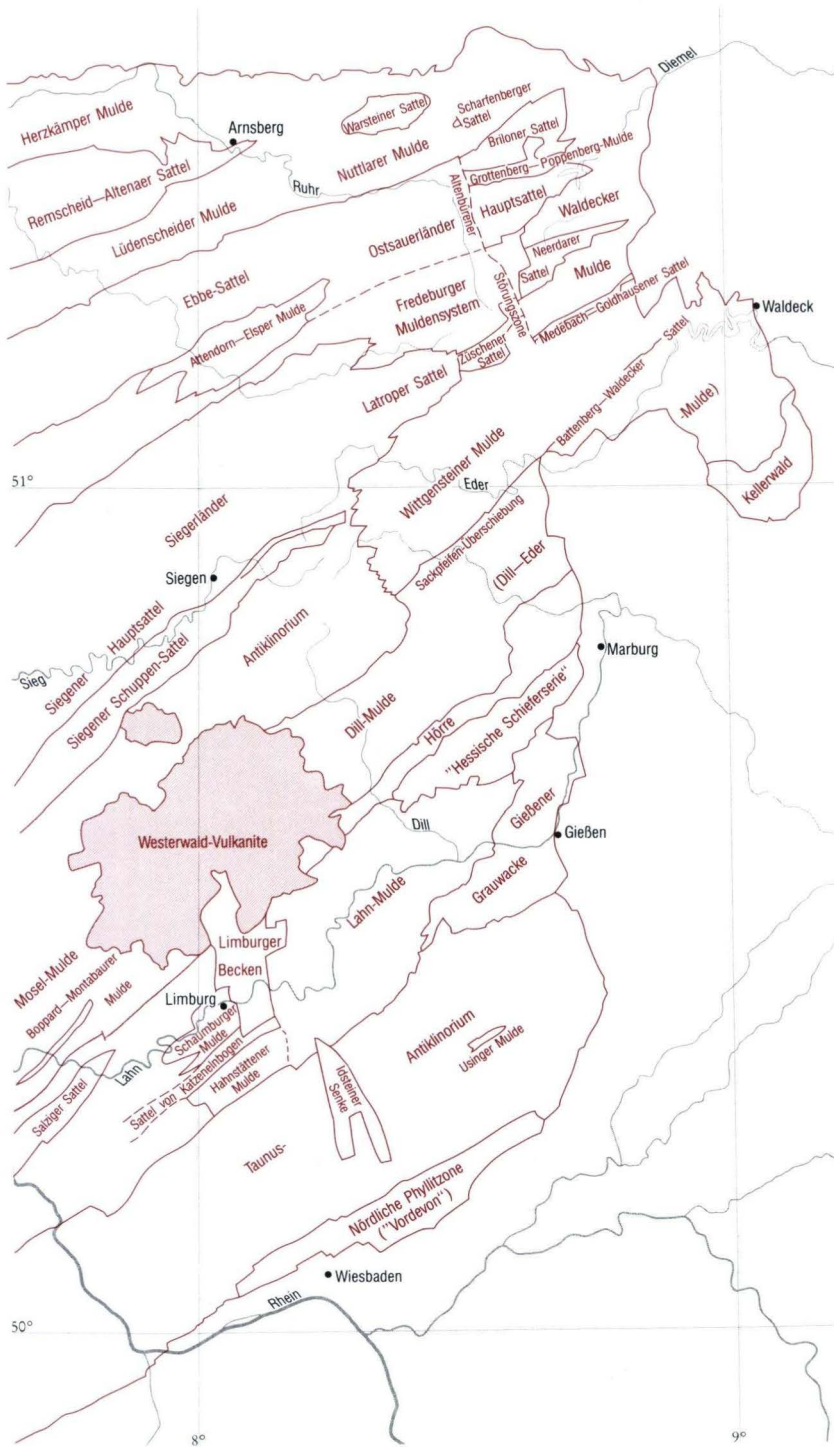 Diemel
Herzkämper Mulde
Arnsberg
Warsteiner Sattel
Scharfenberger
Sattel
Briloner Sattel
Nuttlarer Mulde
Grottenberg—Poppenberg-Mulde
Remscheid—Altenaer Sattel
Ruhr
Altenbürener
Störungszone
Hauptsattel
Waldecker
Lüdenscheider Mulde
Ostsauerländer
Neerdarer
Sattel
Mulde
Ebbe-Sattel
Fredeburger
Muldensystem
Medebach—Goldhausener Sattel
Waldeck
Attendorn—Elsper Mulde
Züschener
Sattel
Latroper Sattel
Battenberg—Waldecker Sattel
-Mulde)
51°
Wittgensteiner Mulde
Eder
Kellerwald
Siegerländer
Sackpfeifen-Überschiebung
(Dill—Eder
Siegen
Hauptsattel
Antiklinorium
Marburg
Sieg
Siegener
Siegener Schuppen-Sattel
Dill-Mulde
Hörre
"Hessische Schieferserie"
Westerwald-Vulkanite
Dill
Gießener
Gießen
Grauwacke
Lahn-Mulde
Limburger
Becken
Mosel-Mulde
Boppard—Montabaurer
Mulde
Limburg
Schaumburger
Mulde
Antiklinorium
Usinger Mulde
Lahn
Sattel von Katzenelnbogen
Hahnstättener
Mulde
Idsteiner
Senke
Salziger Sattel
Taunus-
Nördliche Phyllitzone
("Vordevon")
Wiesbaden
Rhein
50°
8°
9°